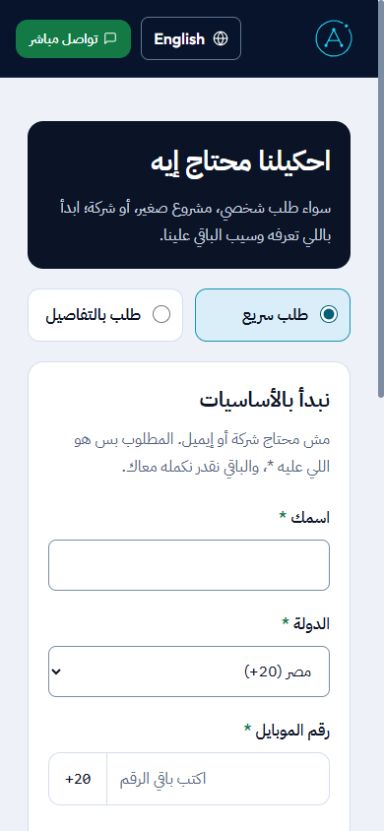 English
تواصل مباشر
احكيلنا محتاج إيه
سواء طلب شخصي، مشروع صغير، أو شركة؛ ابدأ
باللي تعرفه وسيب الباقي علينا.
طلب سريع
طلب بالتفاصيل
نبدأ بالأساسيات
مش محتاج شركة أو إيميل. المطلوب بس هو
اللي عليه *، والباقي نقدر نكمله معاك.
اسمك *
الدولة *
مصر (20+)
رقم الموبايل *
اكتب باقي الرقم
+20